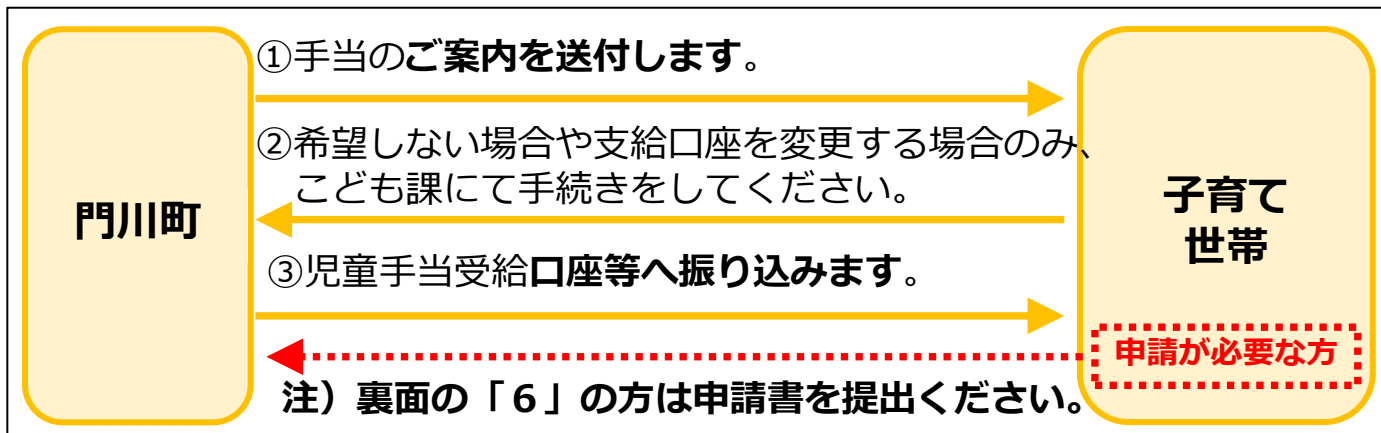 ①手当のご案内を送付します。
②希望しない場合や支給口座を変更する場合のみ、
こども課にて手続きをしてください。
門川町
子育て
世帯
③児童手当受給口座等へ振り込みます。
申請が必要な方
注）裏面の「６」の方は申請書を提出ください。